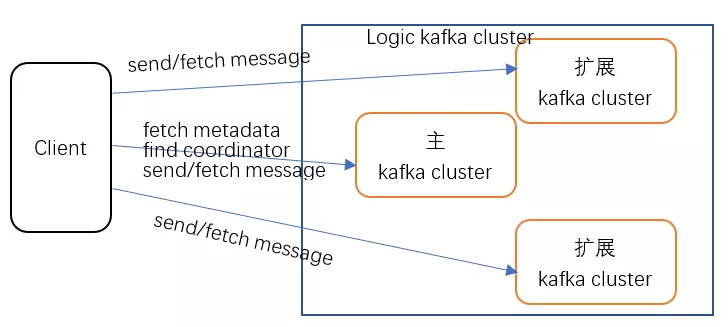 Logic kafka cluster
send/fetch message
扩展
kafka cluster
Client
fetch metadata
find coordinator
send/fetch message
主
kafka cluster
send/fetch message
扩展
kafka cluster